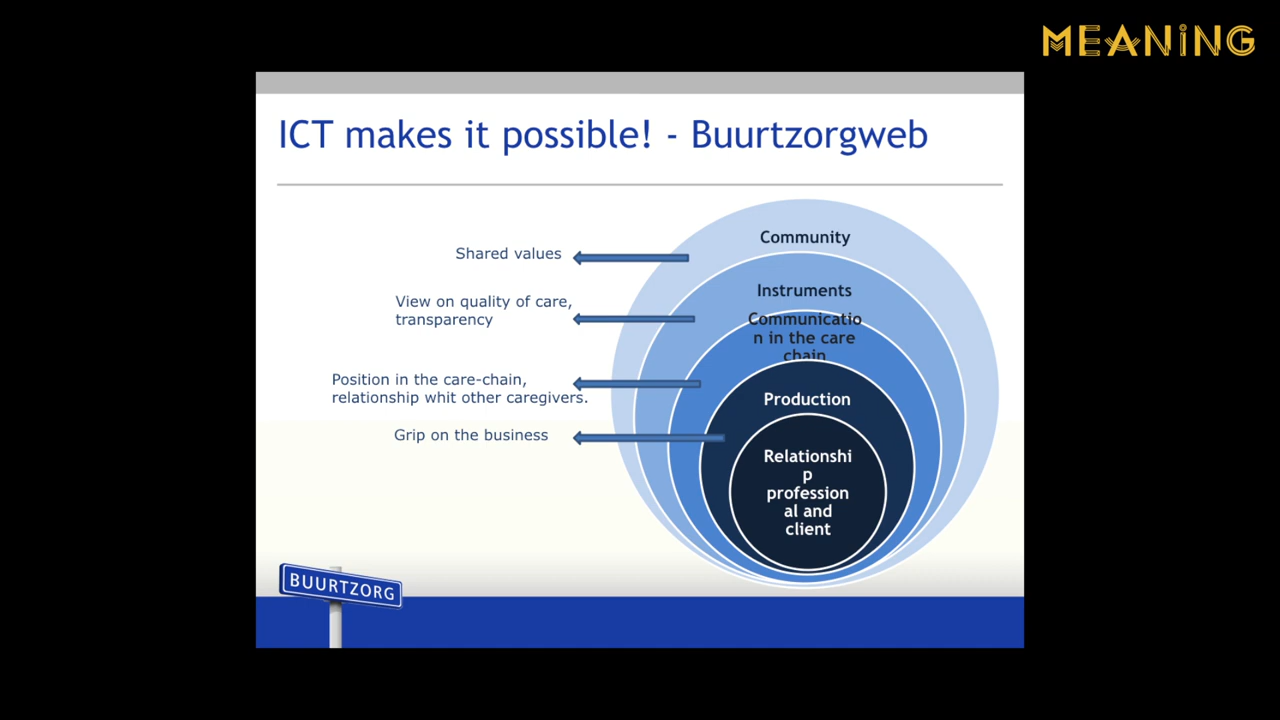 MEANiNG
ICT makes it possible! - Buurtzorgweb
Community
Shared values
Instruments
View on quality of care,
transparency
Communicatio
n in the care
chain
Position in the care-chain,
relationship whit other caregivers.
Production
Grip on the business
Relationshi
p
profession
al and
client
BUURTZORG